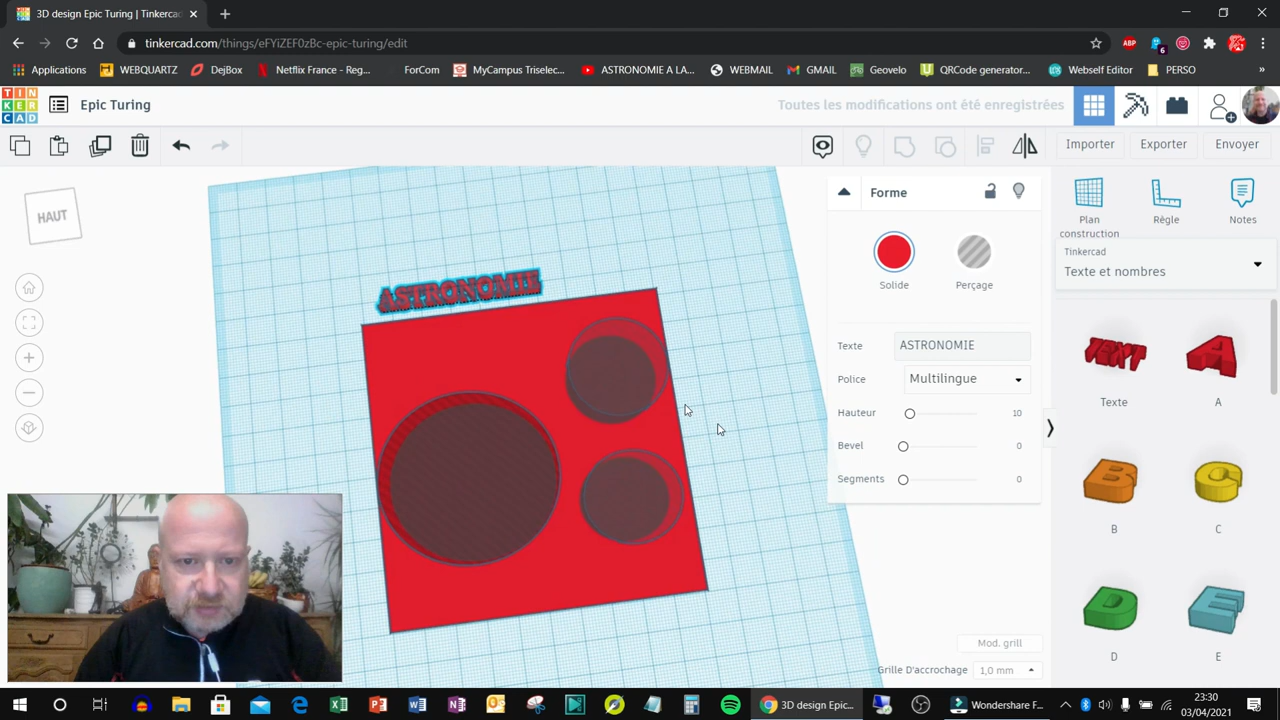 3D design Epic Turing | Tinkercad
tinkercad.com/things/eFYiZEF0zBc-epic-turing/edit
ABP
6
Applications
WEBQUARTZ
DejBox
Netflix France - Reg...
ForCom
MyCampus Triselec...
ASTRONOMIE A LA...
WEBMAIL
GMAIL
Geovelo
QRCode generator...
Webself Editor
PERSO
TIN
KER
CAD
Epic Turing
Toutes les modifications ont été enregistrées
Importer
Exporter
Envoyer
HAUT
ASTRONOMIE
Forme
Solide
Perçage
Texte ASTRONOMIE
Police Multilingue
Hauteur 10
Bevel 0
Segments 0
Plan construction
Règle
Notes
Tinkercad
Texte et nombres
TEXT
Texte
A
B
C
D
E
Mod. grill
Grille D'accrochage 1,0 mm
3D design Epic...
Wondershare F...
23:30
03/04/2021